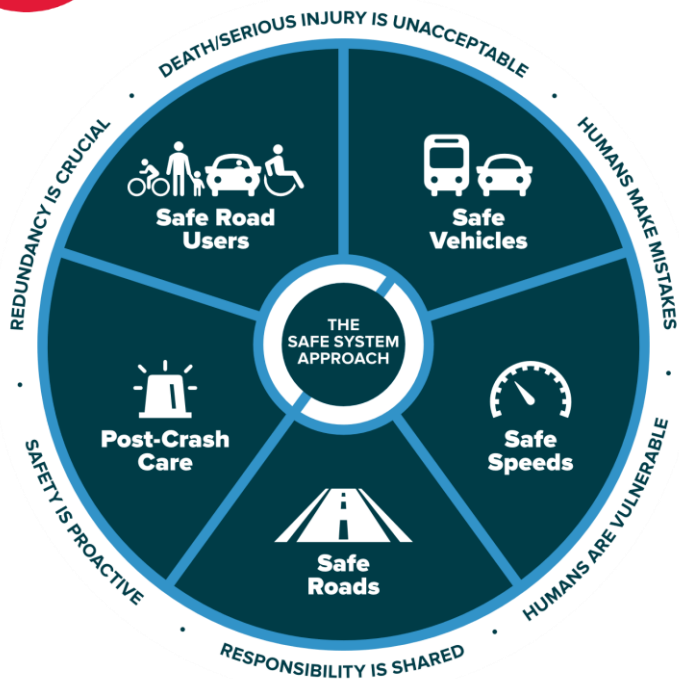 DEATH/SERIOUS INJURY IS UNACCEPTABLE
HUMANS MAKE MISTAKES
HUMANS ARE VULNERABLE
RESPONSIBILITY IS SHARED
SAFETY IS PROACTIVE
REDUNDANCY IS CRUCIAL
Safe Road
Users
Safe
Vehicles
THE
SAFE SYSTEM
APPROACH
Post-Crash
Care
Safe
Speeds
Safe
Roads